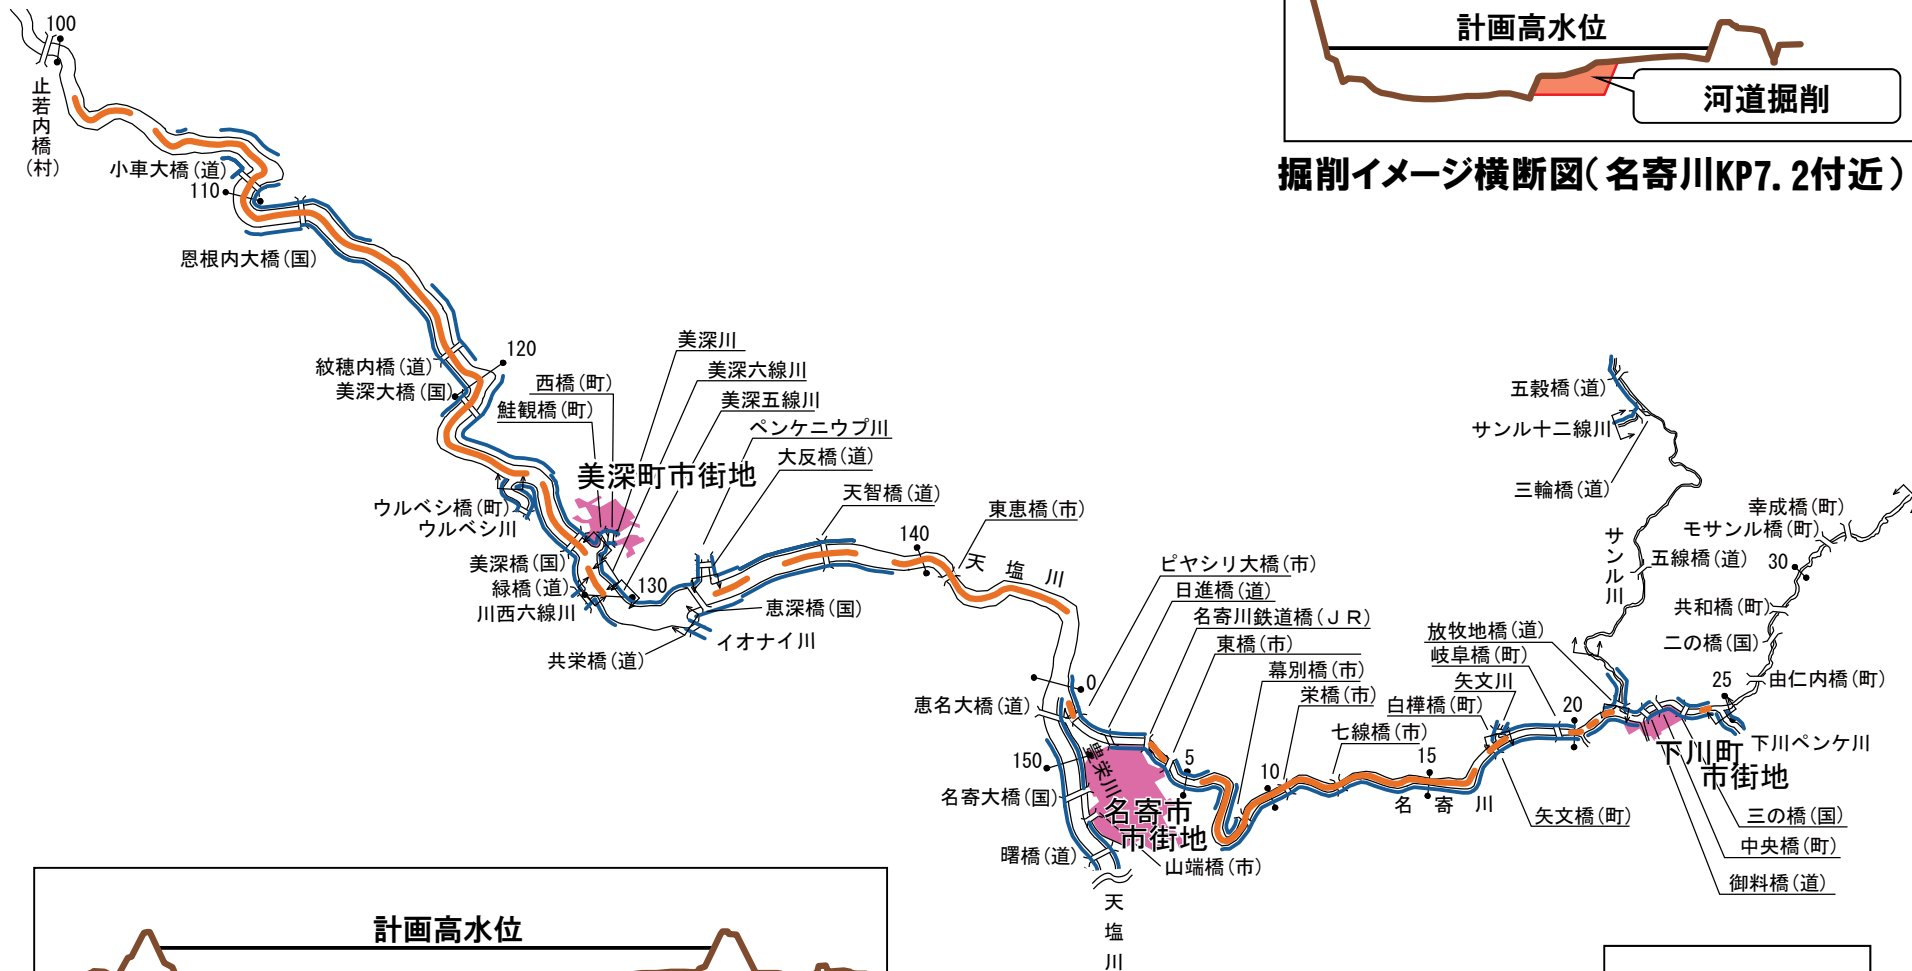 計画高水位
河道掘削
掘削イメージ横断図(名寄川KP7.2付近)
100
止若内橋(村)
小車大橋(道)
110
恩根内大橋(国)
紋穂内橋(道)
120
美深大橋(国)
西橋(町)
鮭観橋(町)
美深川
美深六線川
美深五線川
ペンケニウプ川
大反橋(道)
天智橋(道)
美深町市街地
ウルベシ橋(町)
ウルベシ川
美深橋(国)
緑橋(道)
川西六線川
130
恵深橋(国)
イオナイ川
共栄橋(道)
140
東恵橋(市)
天塩川
ピヤシリ大橋(市)
日進橋(道)
名寄川鉄道橋(JR)
東橋(市)
幕別橋(市)
栄橋(市)
七線橋(市)
0
恵名大橋(道)
150
豊栄川
名寄大橋(国)
名寄市
市街地
曙橋(道)
山端橋(市)
天塩川
5
10
15
名寄川
白樺橋(町)
矢文川
岐阜橋(町)
放牧地橋(道)
20
矢文橋(町)
五穀橋(道)
サンル十二線川
三輪橋(道)
サンル川
幸成橋(町)
モサンル橋(町)
五線橋(道)
30
共和橋(町)
二の橋(国)
由仁内橋(町)
25
下川ペンケ川
下川町
市街地
三の橋(国)
中央橋(町)
御料橋(道)
計画高水位